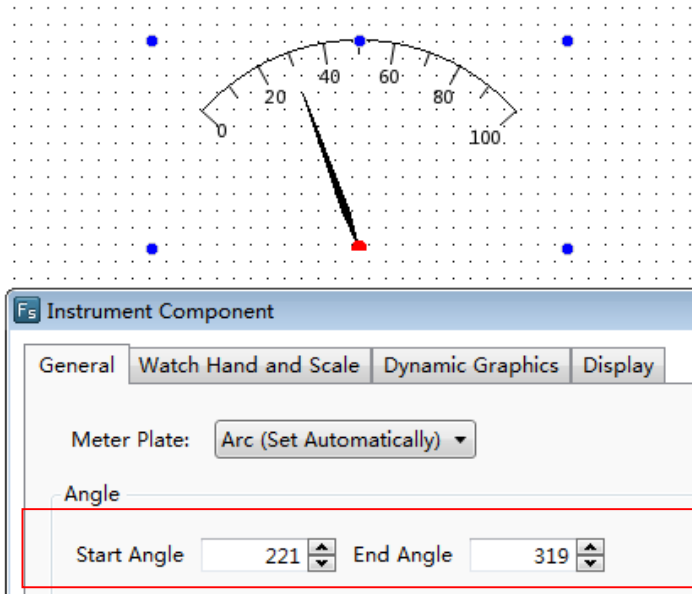 40 60
20 80
0 100
Fs Instrument Component
General Watch Hand and Scale Dynamic Graphics Display
Meter Plate: Arc (Set Automatically)
Angle
Start Angle 221 End Angle 319